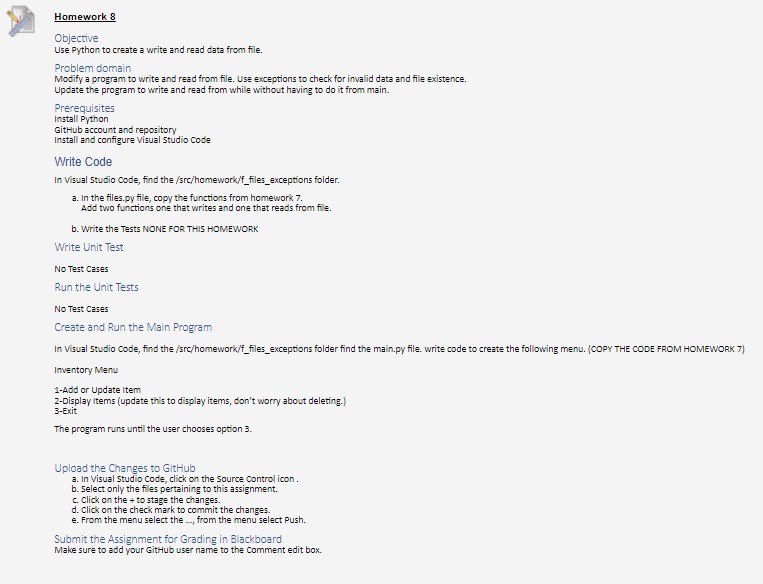 Homework 8
Objective
Use Python to create a write and read data from file.
Problem domain
Modify a program to write and read from file. Use exceptions to check for invalid data and file existence.
Update the program to write and read from while without having to do it from main.
Prerequisites
Install Python
GitHub account and repository
Install and configure Visual Studio Code
Write Code
In Visual Studio Code, find the /src/homework/f_files_exceptions folder.
a. In the files.py file, copy the functions from homework 7.
Add two functions one that writes and one that reads from file.
b. Write the Tests NONE FOR THIS HOMEWORK
Write Unit Test
No Test Cases
Run the Unit Tests
No Test Cases
Create and Run the Main Program
In Visual Studio Code, find the /src/homework/f_files_exceptions folder find the main.py file. write code to create the following menu. (COPY THE CODE FROM HOMEWORK 7)
Inventory Menu
1-Add or Update Item
2-Display Items (update this to display items, don't worry about deleting.)
3-Exit
The program runs until the user chooses option 3.
Upload the Changes to GitHub
a. In Visual Studio Code, click on the Source Control icon .
b. Select only the files pertaining to this assignment.
c. Click on the + to stage the changes.
d. Click on the check mark to commit the changes.
e. From the menu select the ..., from the menu select Push.
Submit the Assignment for Grading in Blackboard
Make sure to add your GitHub user name to the Comment edit box.